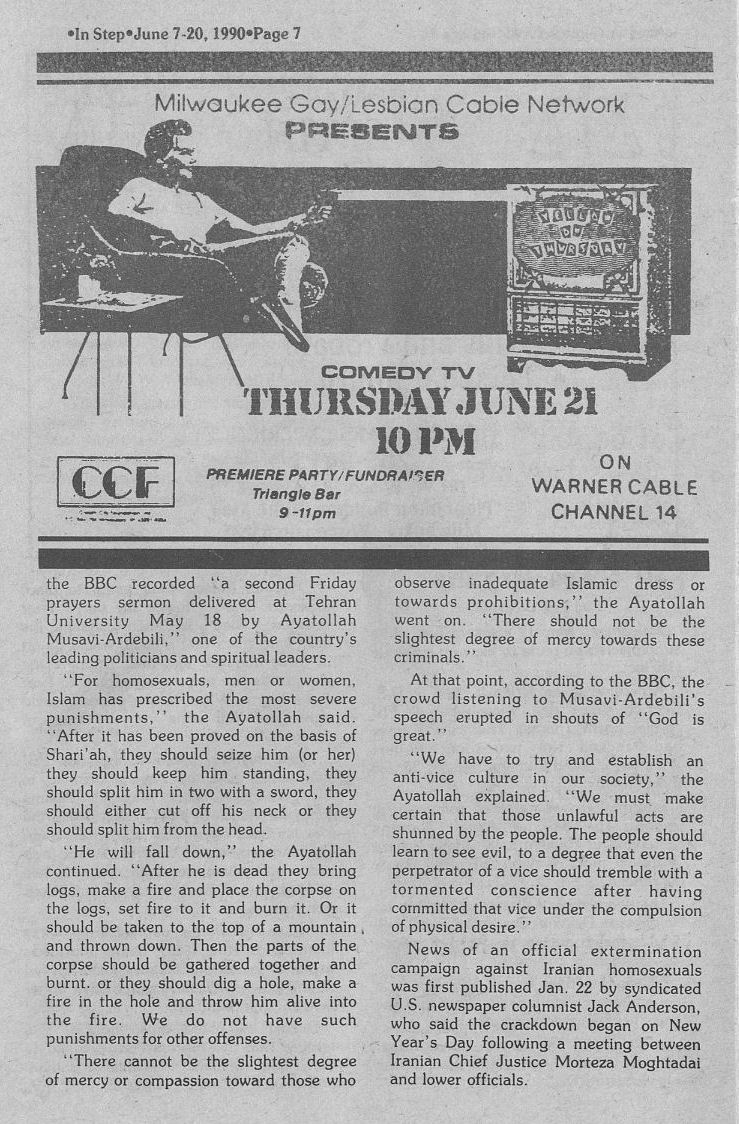 •In Step•June 7-20, 1990•Page 7
Milwaukee Gay/Lesbian Cable Network
PRESENTS
YELLOW
ON
THURSDAY
COMEDY TV
THURSDAY JUNE 21
10 PM
CCF
PREMIERE PARTY/FUNDRAISER
Triangle Bar
9-11pm
ON
WARNER CABLE
CHANNEL 14
the BBC recorded "a second Friday
prayers sermon delivered at Tehran
University May 18 by Ayatollah
Musavi-Ardebili," one of the country's
leading politicians and spiritual leaders.
"For homosexuals, men or women,
Islam has prescribed the most severe
punishments," the Ayatollah said.
"After it has been proved on the basis of
Shari'ah, they should seize him (or her)
they should keep him standing, they
should split him in two with a sword, they
should either cut off his neck or they
should split him from the head.
"He will fall down," the Ayatollah
continued. "After he is dead they bring
logs, make a fire and place the corpse on
the logs, set fire to it and burn it. Or it
should be taken to the top of a mountain
and thrown down. Then the parts of the
corpse should be gathered together and
burnt. or they should dig a hole, make a
fire in the hole and throw him alive into
the fire. We do not have such
punishments for other offenses.
"There cannot be the slightest degree
of mercy or compassion toward those who
observe inadequate Islamic dress or
towards prohibitions," the Ayatollah
went on. "There should not be the
slightest degree of mercy towards these
criminals."
At that point, according to the BBC, the
crowd listening to Musavi-Ardebili's
speech erupted in shouts of "God is
great."
"We have to try and establish an
anti-vice culture in our society," the
Ayatollah explained. "We must make
certain that those unlawful acts are
shunned by the people. The people should
learn to see evil, to a degree that even the
perpetrator of a vice should tremble with a
tormented conscience after having
committed that vice under the compulsion
of physical desire."
News of an official extermination
campaign against Iranian homosexuals
was first published Jan. 22 by syndicated
U.S. newspaper columnist Jack Anderson,
who said the crackdown began on New
Year's Day following a meeting between
Iranian Chief Justice Morteza Moghtadai
and lower officials.